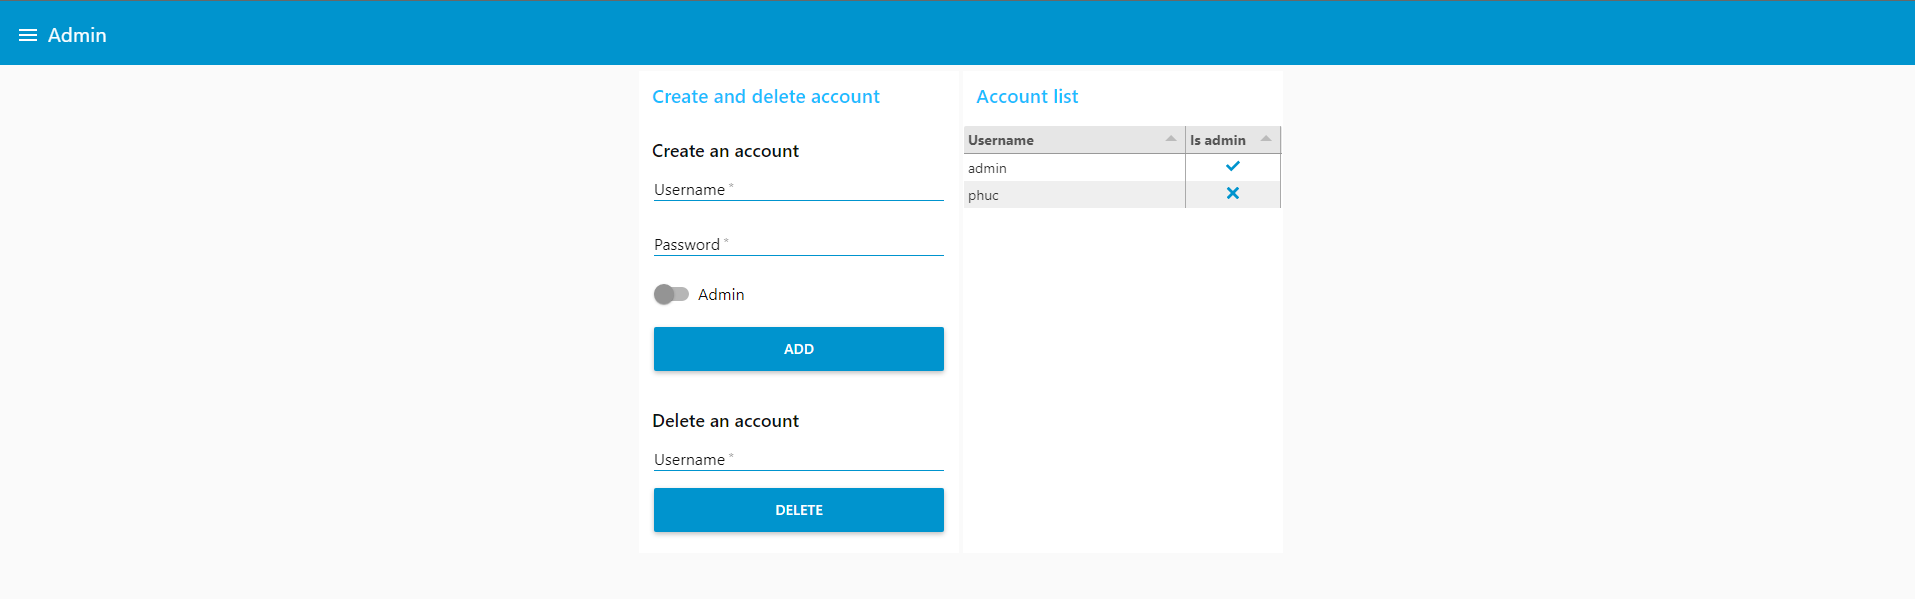 Admin
Create and delete account
Create an account
Username *
Password *
Admin
ADD
Delete an account
Username *
DELETE
Account list
Username Is admin
admin
phuc